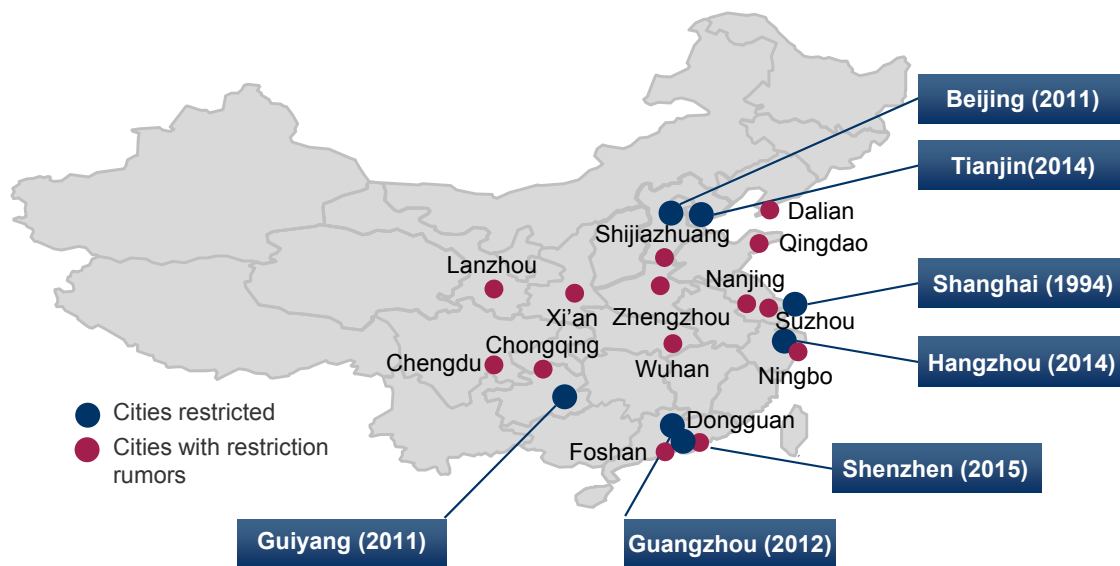 Beijing (2011)
Tianjin(2014)
Dalian
Shijiazhuang
Qingdao
Lanzhou
Nanjing
Shanghai (1994)
Xi’an
Zhengzhou
Suzhou
Chongqing
Chengdu
Wuhan
Ningbo
Hangzhou (2014)
Cities restricted
Cities with restriction
rumors
Dongguan
Foshan
Shenzhen (2015)
Guiyang (2011)
Guangzhou (2012)